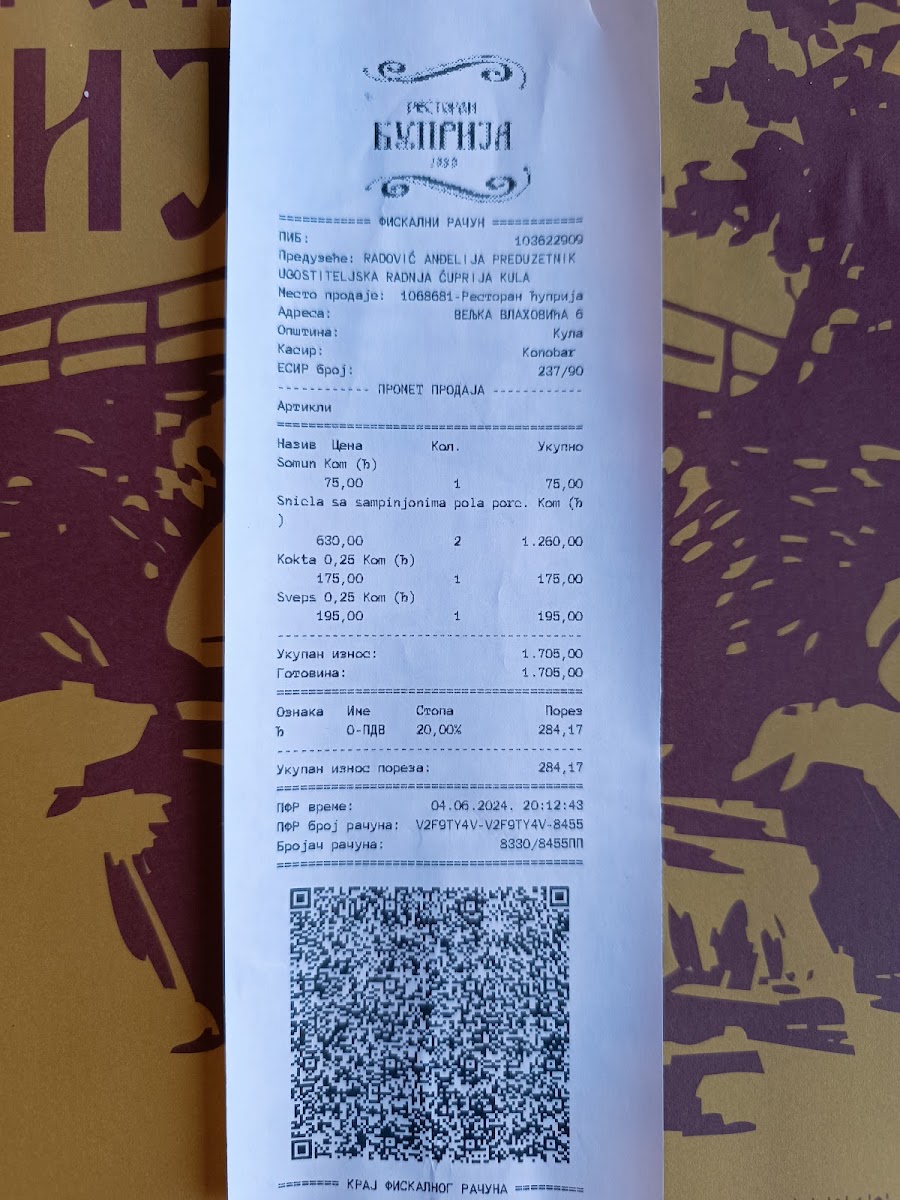 ИЈ
РЕСТОРАН
ЋУПРИЈА
============ ФИСКАЛНИ РАЧУН ============
ПИБ: 103622909
Предузеће: RADOVIĆ ANĐELIJA PREDUZETNIK
UGOSTITELJSKA RADNJA ĆUPRIJA KULA
Место продаје: 1068681-Ресторан Ћуприја
Адреса: ВЕЉКА ВЛАХОВИЋА 6
Општина: Кула
Касир: Konobar
ЕСИР број: 237/90
------------ ПРОМЕТ ПРОДАЈА ------------
Артикли
========================================
Назив Цена Кол. Укупно
Somun Kom (Ђ)
75,00 1 75,00
Snicla sa sampinjonima pola porc. Kom (Ђ
)
630,00 2 1.260,00
Kokta 0,25 Kom (Ђ)
175,00 1 175,00
Sveps 0,25 Kom (Ђ)
195,00 1 195,00
----------------------------------------
Укупан износ: 1.705,00
Готовина: 1.705,00
========================================
Ознака Име Стопа Порез
Ђ О-ПДВ 20,00% 284,17
----------------------------------------
Укупан износ пореза: 284,17
========================================
ПФР време: 04.06.2024. 20:12:43
ПФР број рачуна: V2F9TY4V-V2F9TY4V-8455
Бројач рачуна: 8330/8455ПП
========================================
======== КРАЈ ФИСКАЛНОГ РАЧУНА =========